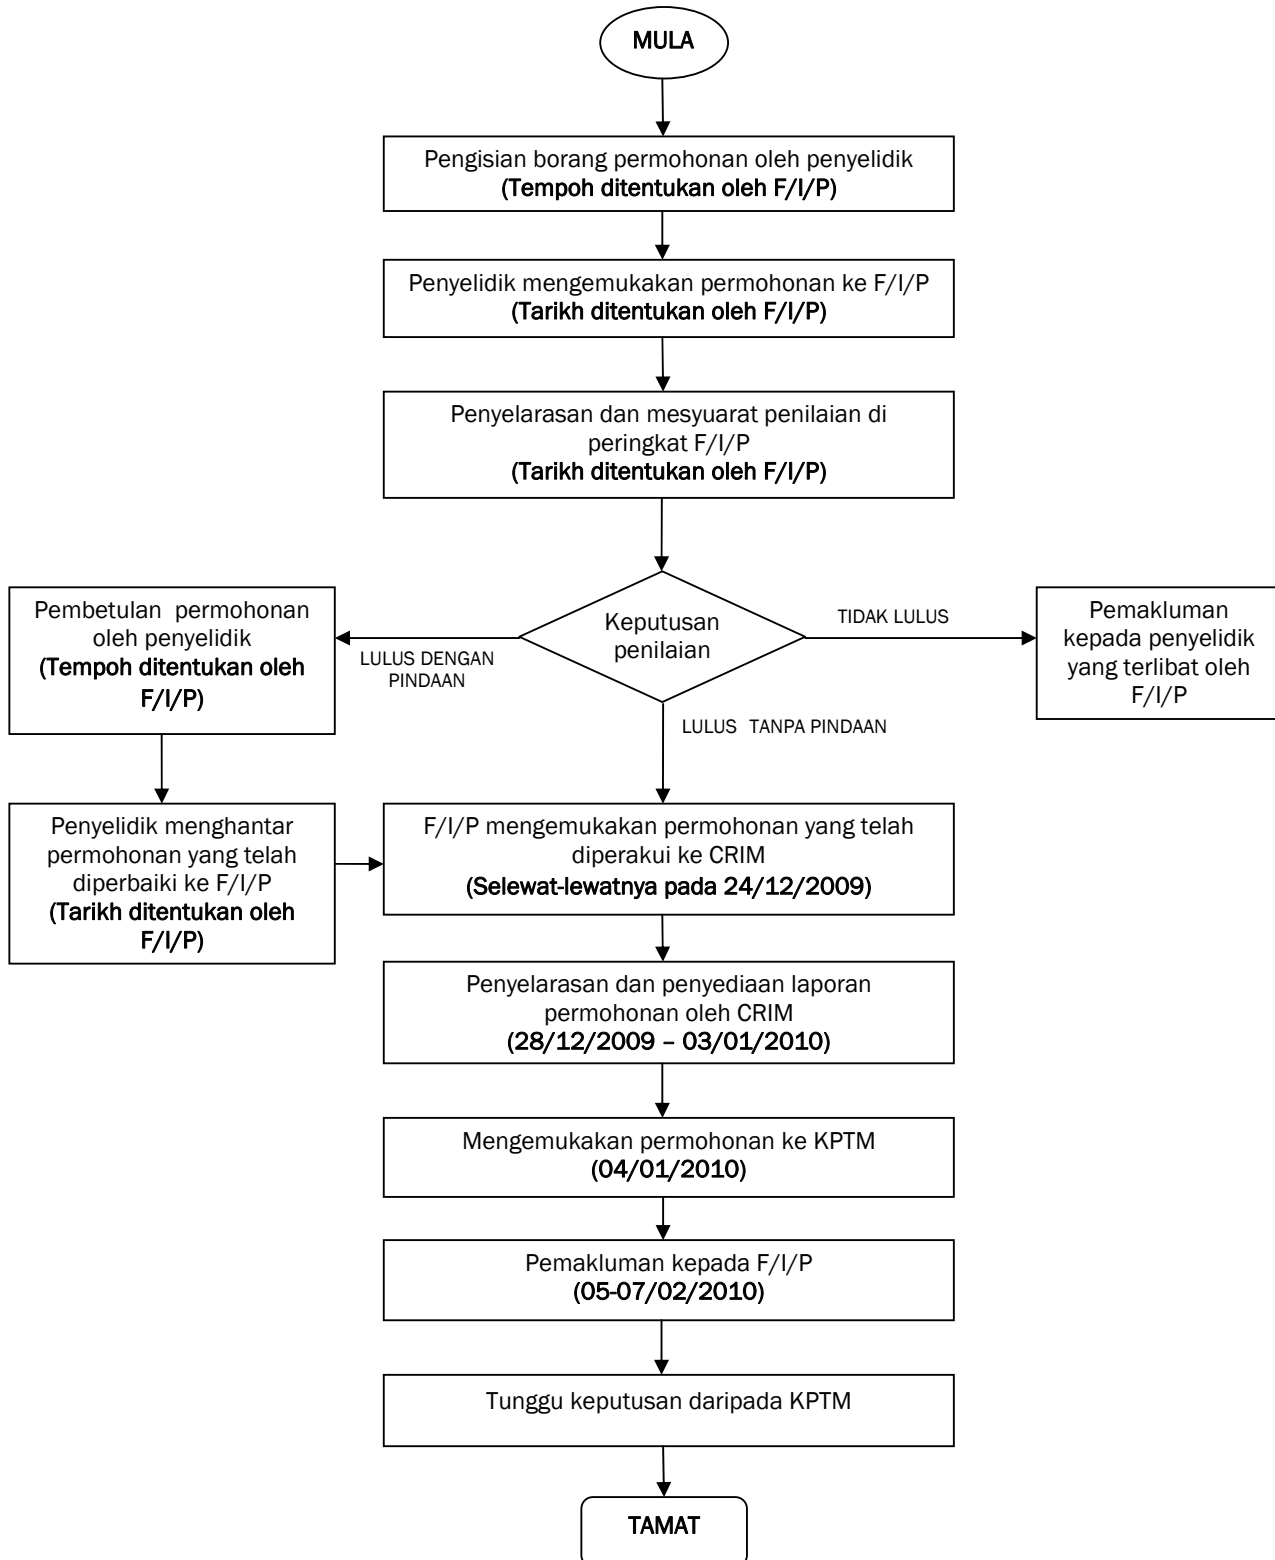 MULA
Pengisian borang permohonan oleh penyelidik
(Tempoh ditentukan oleh F/I/P)
Penyelidik mengemukakan permohonan ke F/I/P
(Tarikh ditentukan oleh F/I/P)
Penyelarasan dan mesyuarat penilaian di
peringkat F/I/P
(Tarikh ditentukan oleh F/I/P)
Keputusan
penilaian
TIDAK LULUS
Pemakluman
kepada penyelidik
yang terlibat oleh
F/I/P
LULUS DENGAN
PINDAAN
Pembetulan permohonan
oleh penyelidik
(Tempoh ditentukan oleh
F/I/P)
Penyelidik menghantar
permohonan yang telah
diperbaiki ke F/I/P
(Tarikh ditentukan oleh
F/I/P)
LULUS TANPA PINDAAN
F/I/P mengemukakan permohonan yang telah
diperakui ke CRIM
(Selewat-lewatnya pada 24/12/2009)
Penyelarasan dan penyediaan laporan
permohonan oleh CRIM
(28/12/2009 – 03/01/2010)
Mengemukakan permohonan ke KPTM
(04/01/2010)
Pemakluman kepada F/I/P
(05-07/02/2010)
Tunggu keputusan daripada KPTM
TAMAT